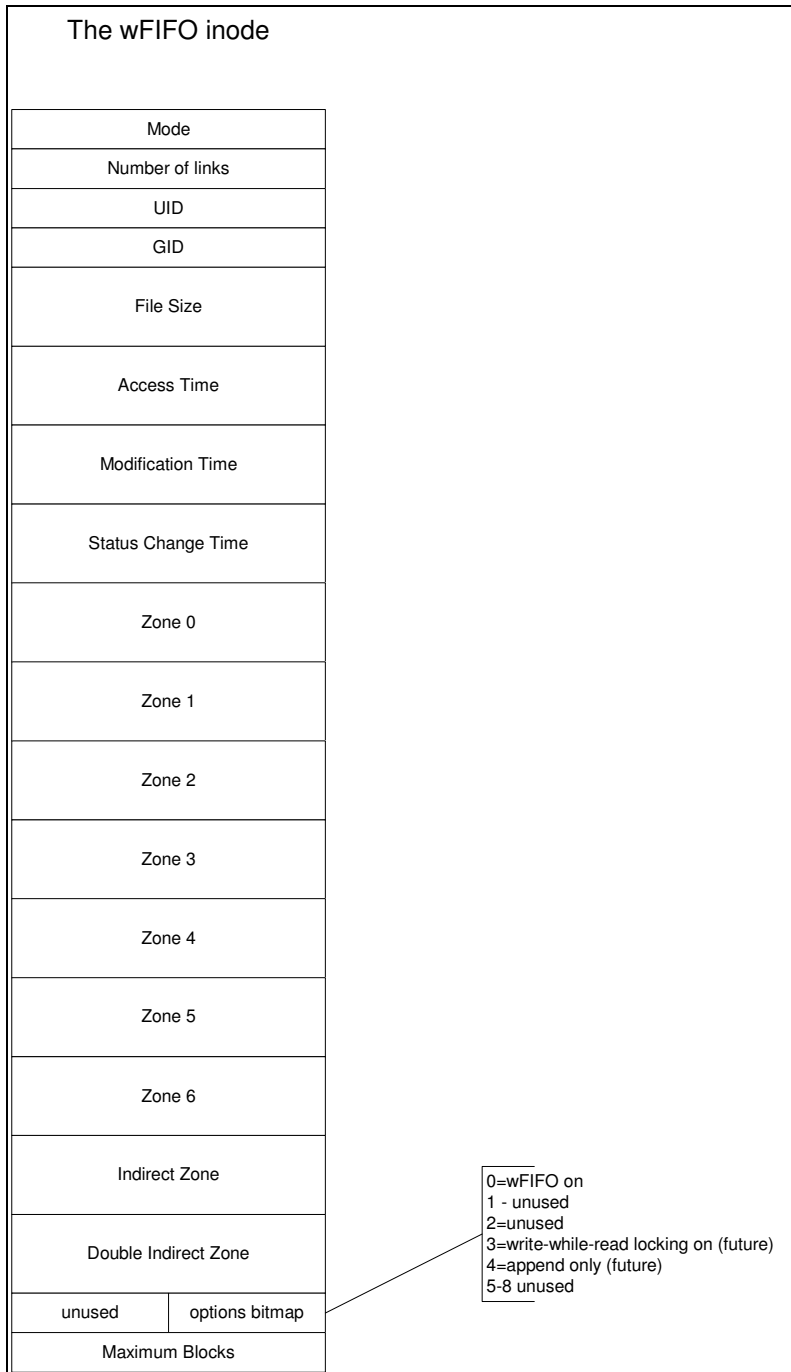 The wFIFO inode
Mode
Number of links
UID
GID
File Size
Access Time
Modification Time
Status Change Time
Zone 0
Zone 1
Zone 2
Zone 3
Zone 4
Zone 5
Zone 6
Indirect Zone
Double Indirect Zone
unused options bitmap
Maximum Blocks
0=wFIFO on
1 - unused
2=unused
3=write-while-read locking on (future)
4=append only (future)
5-8 unused